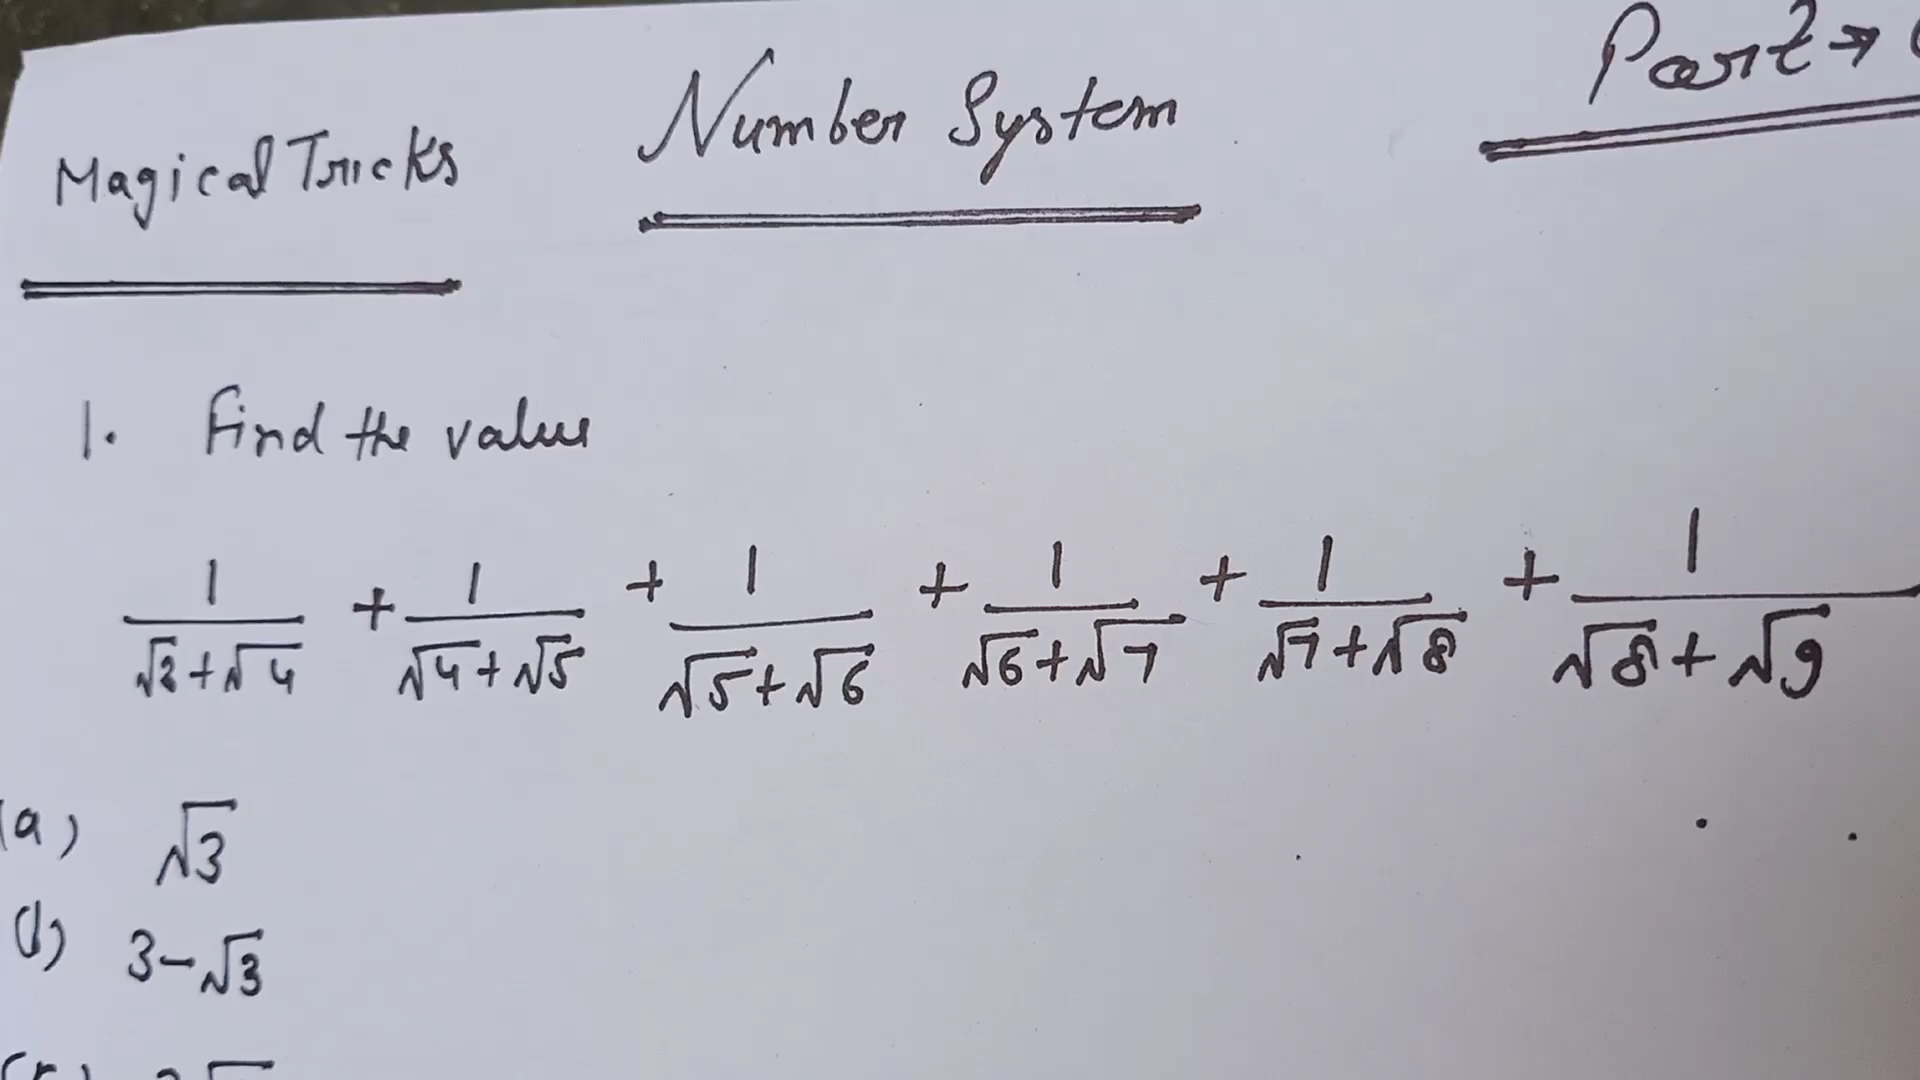 Magical Tricks
Number System
Part →
1. Find the value
1/(√3+√4) + 1/(√4+√5) + 1/(√5+√6) + 1/(√6+√7) + 1/(√7+√8) + 1/(√8+√9)
(a) √3
(b) 3-√3